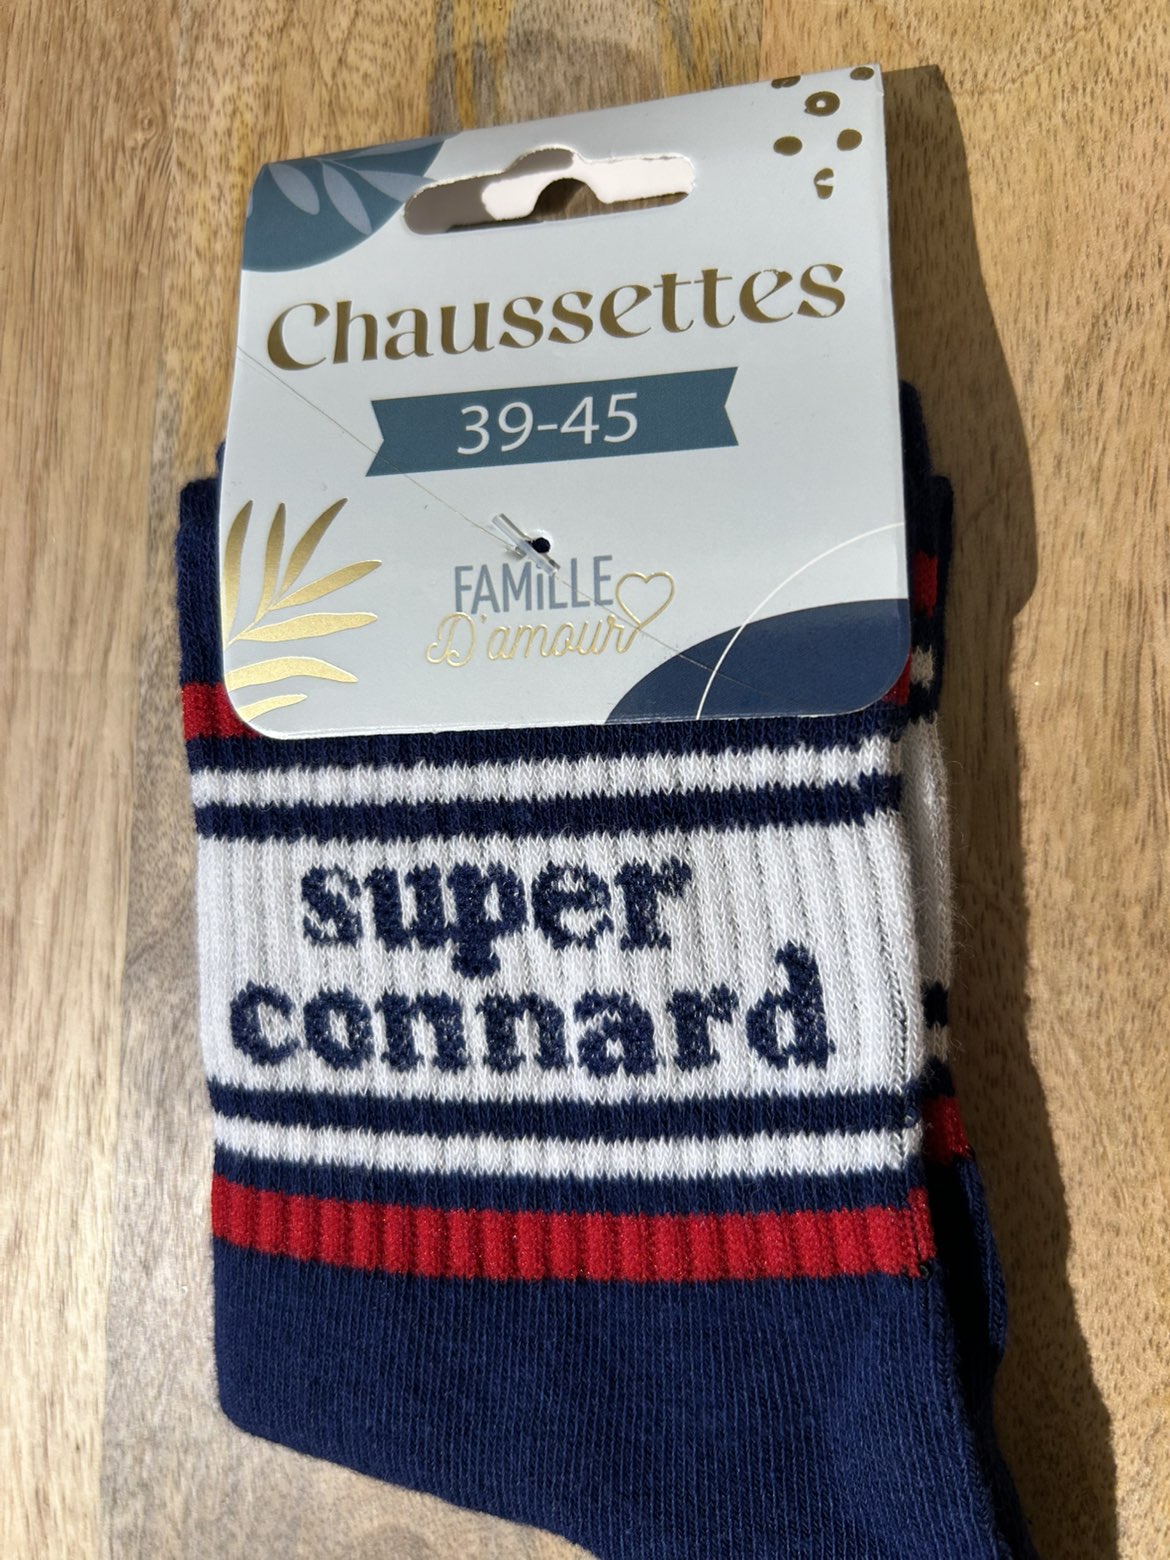 Chaussettes
39-45
FAMiLLE
D'amour
super
connard